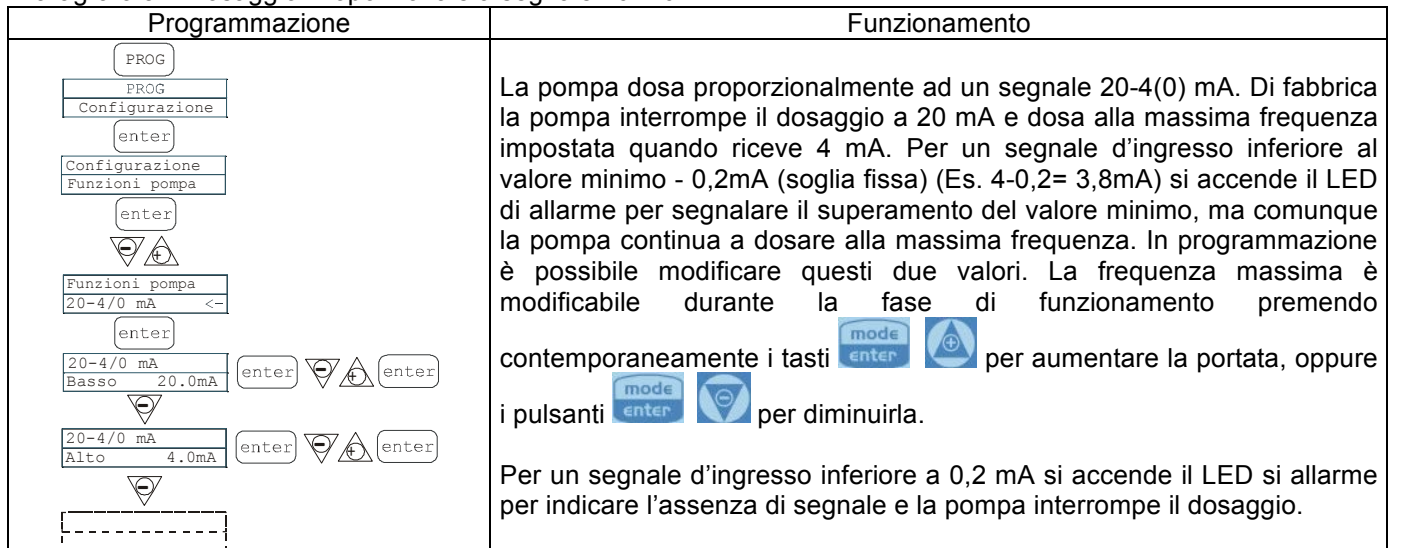 Programmazione
PROG
PROG
Configurazione
enter
Configurazione
Funzioni pompa
enter
Funzioni pompa
20-4/0 mA <-
enter
20-4/0 mA
Basso 20.0mA
enter enter
20-4/0 mA
Alto 4.0mA
enter enter
Funzionamento
La pompa dosa proporzionalmente ad un segnale 20-4(0) mA. Di fabbrica
la pompa interrompe il dosaggio a 20 mA e dosa alla massima frequenza
impostata quando riceve 4 mA. Per un segnale d’ingresso inferiore al
valore minimo - 0,2mA (soglia fissa) (Es. 4-0,2= 3,8mA) si accende il LED
di allarme per segnalare il superamento del valore minimo, ma comunque
la pompa continua a dosare alla massima frequenza. In programmazione
è possibile modificare questi due valori. La frequenza massima è
modificabile durante la fase di funzionamento premendo
contemporaneamente i tasti mode enter per aumentare la portata, oppure
i pulsanti mode enter per diminuirla.
Per un segnale d’ingresso inferiore a 0,2 mA si accende il LED si allarme
per indicare l’assenza di segnale e la pompa interrompe il dosaggio.